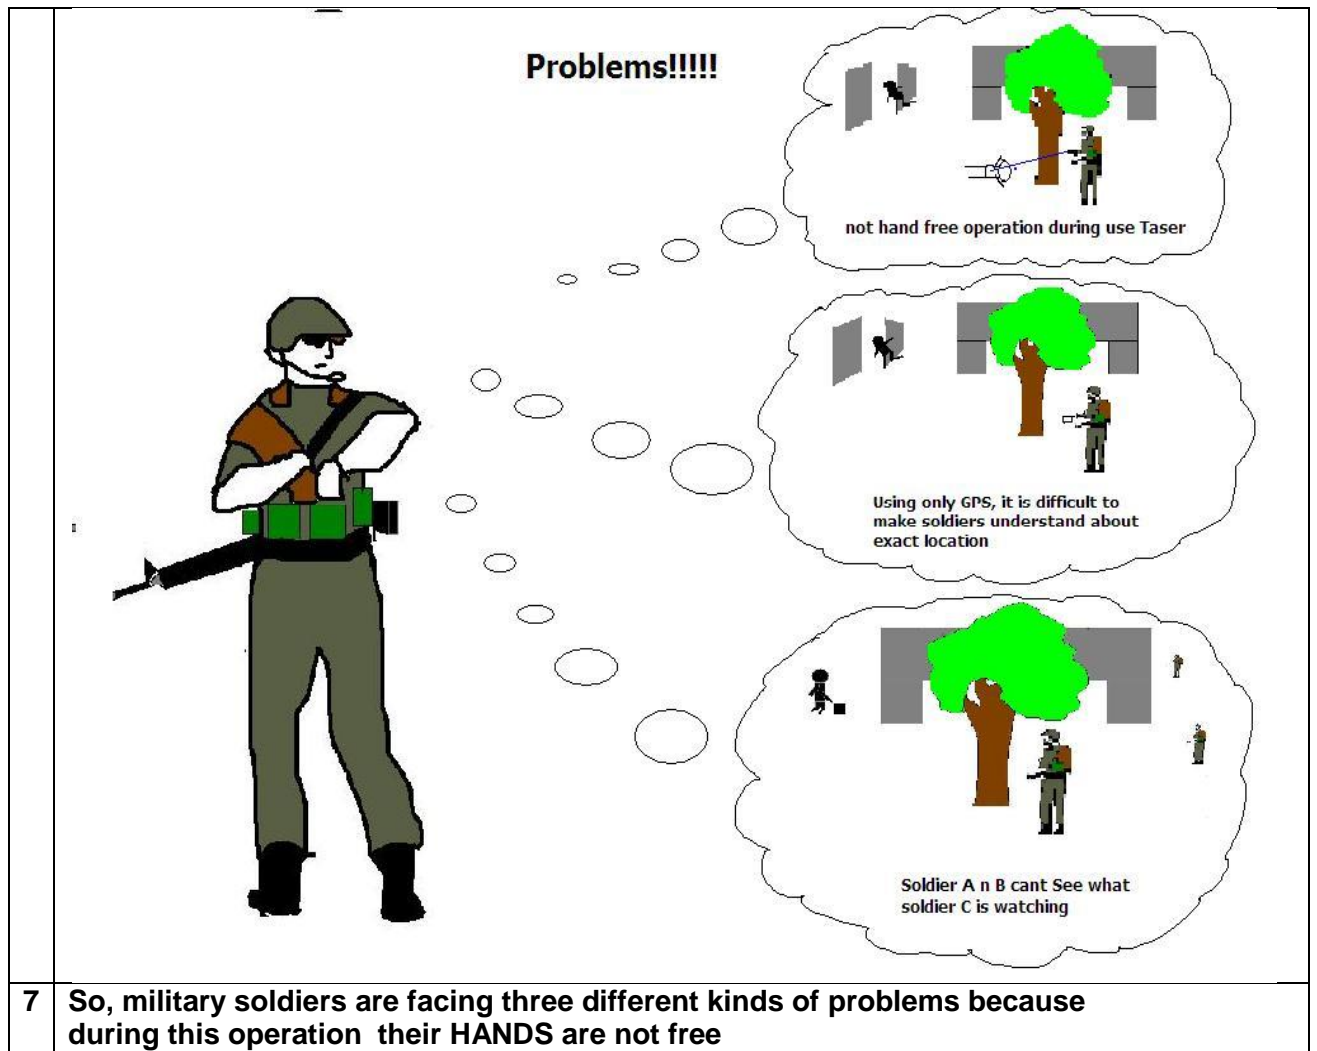 Problems!!!!!
not hand free operation during use Taser
Using only GPS, it is difficult to
make soldiers understand about
exact location
Soldier A n B cant See what
soldier C is watching
7 So, military soldiers are facing three different kinds of problems because
during this operation their HANDS are not free